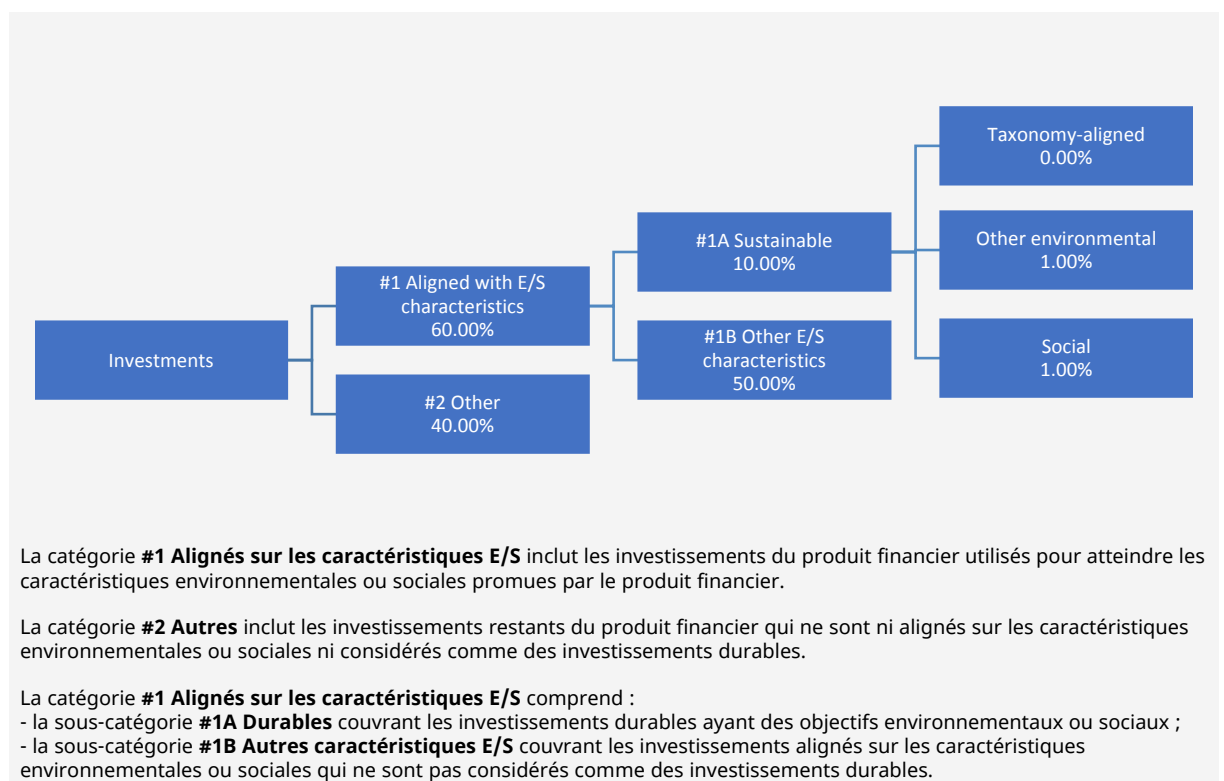 Taxonomy-aligned
0.00%
#1A Sustainable
10.00%
Other environmental
1.00%
#1 Aligned with E/S
characteristics
60.00%
Investments
#1B Other E/S
characteristics
50.00%
Social
1.00%
#2 Other
40.00%
La catégorie #1 Alignés sur les caractéristiques E/S inclut les investissements du produit financier utilisés pour atteindre les
caractéristiques environnementales ou sociales promues par le produit financier.
La catégorie #2 Autres inclut les investissements restants du produit financier qui ne sont ni alignés sur les caractéristiques
environnementales ou sociales ni considérés comme des investissements durables.
La catégorie #1 Alignés sur les caractéristiques E/S comprend :
- la sous-catégorie #1A Durables couvrant les investissements durables ayant des objectifs environnementaux ou sociaux ;
- la sous-catégorie #1B Autres caractéristiques E/S couvrant les investissements alignés sur les caractéristiques
environnementales ou sociales qui ne sont pas considérés comme des investissements durables.